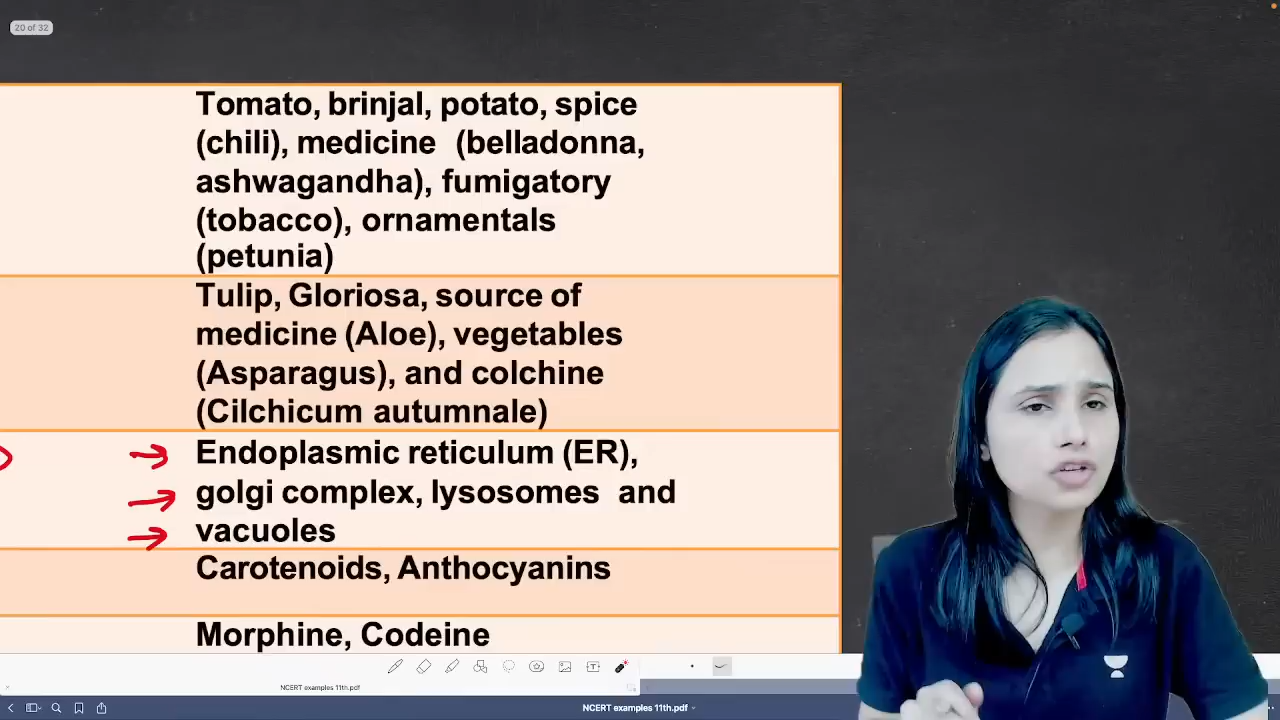 20 of 32
Tomato, brinjal, potato, spice
(chili), medicine (belladonna,
ashwagandha), fumigatory
(tobacco), ornamentals
(petunia)
Tulip, Gloriosa, source of
medicine (Aloe), vegetables
(Asparagus), and colchine
(Cilchicum autumnale)
Endoplasmic reticulum (ER),
golgi complex, lysosomes and
vacuoles
Carotenoids, Anthocyanins
Morphine, Codeine
NCERT examples 11th.pdf
NCERT examples 11th.pdf